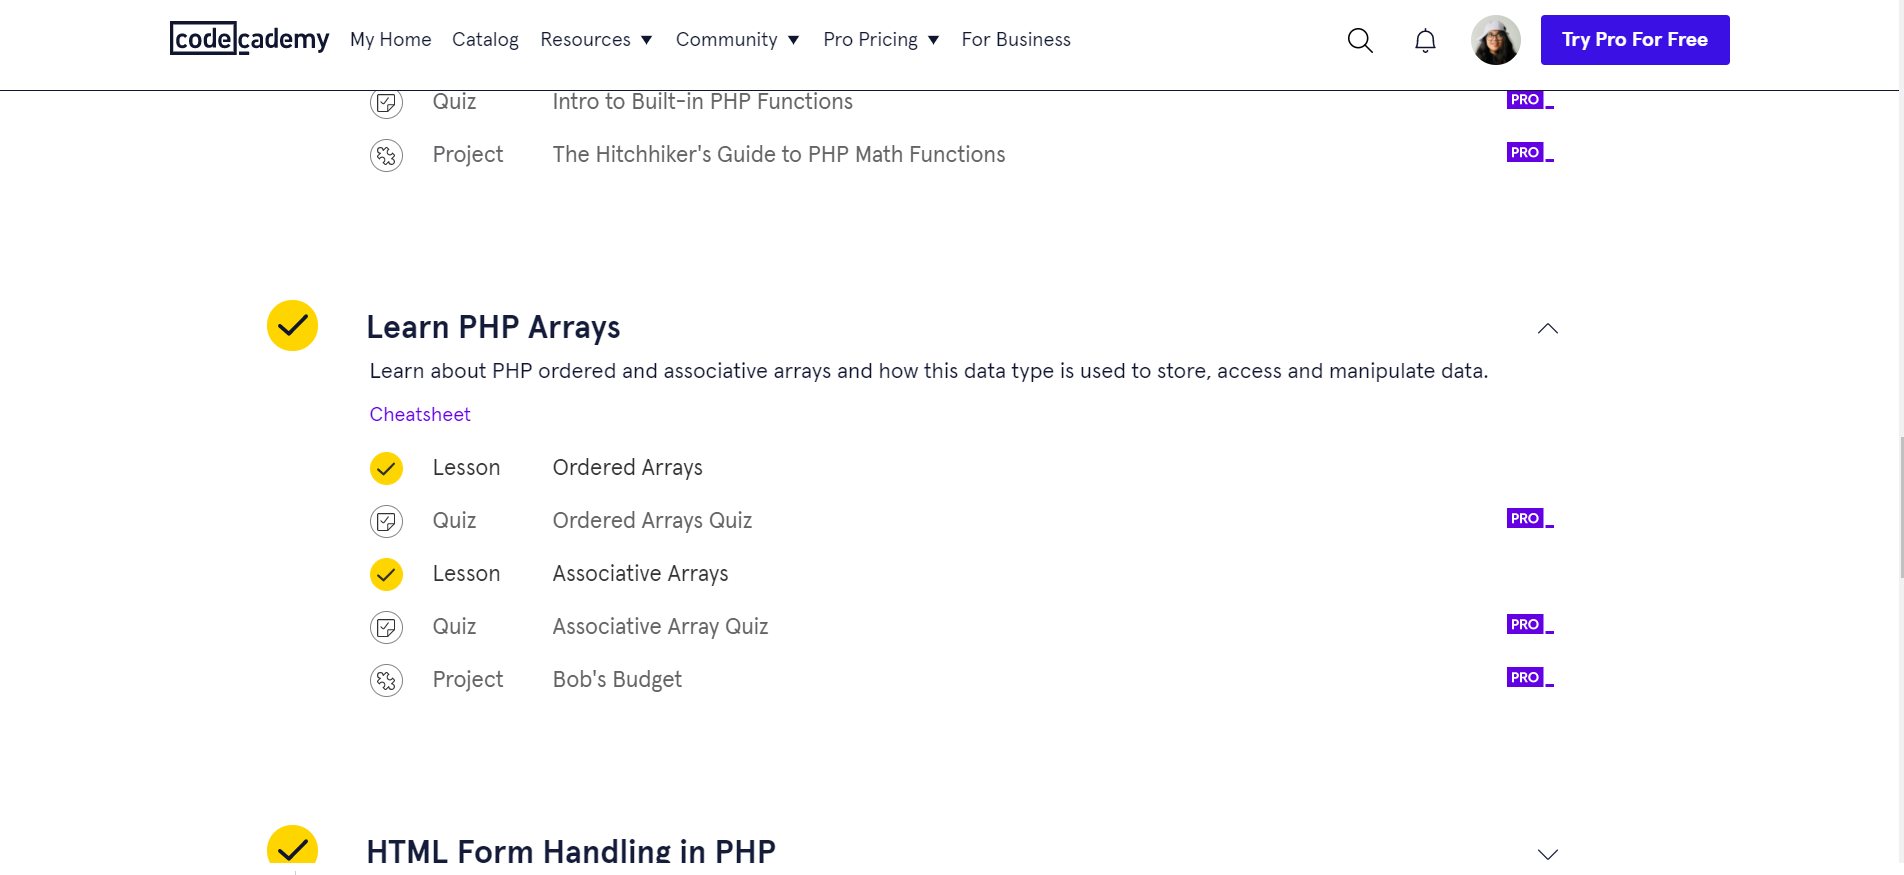 codecademy My Home Catalog Resources Community Pro Pricing For Business Try Pro For Free
Quiz Intro to Built-in PHP Functions PRO
Project The Hitchhiker's Guide to PHP Math Functions PRO
Learn PHP Arrays
Learn about PHP ordered and associative arrays and how this data type is used to store, access and manipulate data.
Cheatsheet
Lesson Ordered Arrays
Quiz Ordered Arrays Quiz PRO
Lesson Associative Arrays
Quiz Associative Array Quiz PRO
Project Bob's Budget PRO
HTML Form Handling in PHP